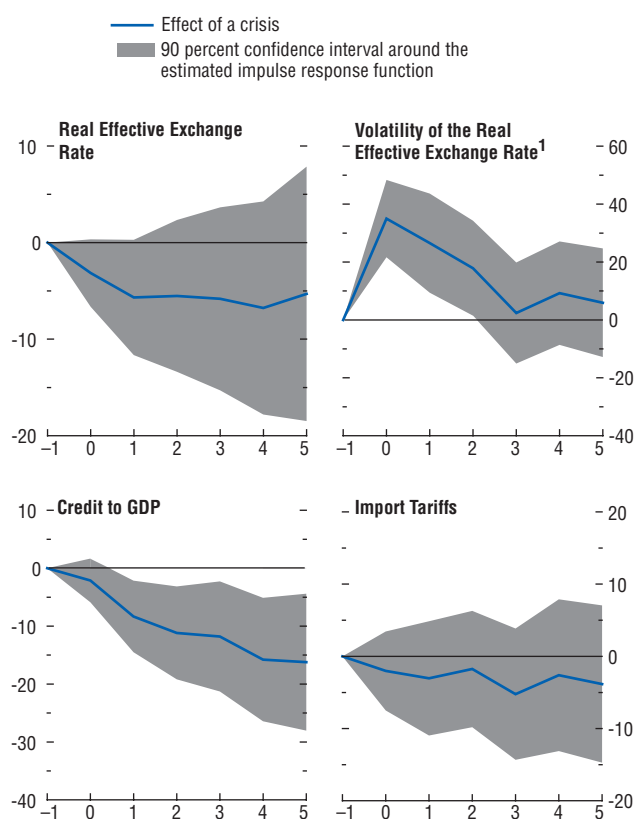 Effect of a crisis
90 percent confidence interval around the
estimated impulse response function
Real Effective Exchange
Rate
10
0
-10
-20
–1 0 1 2 3 4 5
Volatility of the Real
Effective Exchange Rate1
60
40
20
0
-20
-40
–1 0 1 2 3 4 5
Credit to GDP
10
0
-10
-20
-30
-40
–1 0 1 2 3 4 5
Import Tariffs
20
10
0
-10
-20
–1 0 1 2 3 4 5